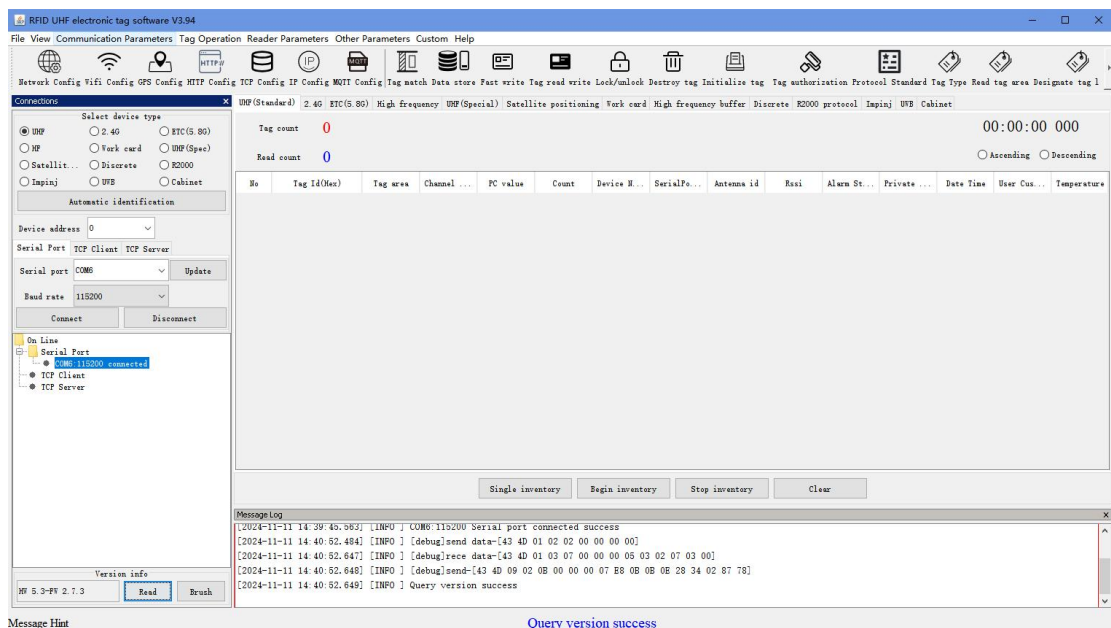 RFID UHF electronic tag software V3.94
File View Communication Parameters Tag Operation Reader Parameters Other Parameters Custom Help
HTTP://
IP
MQTT
Network Config Vifi Config GPS Config HTTP Config TCP Config IP Config MQTT Config Tag match Data store Fast write Tag read write Lock/unlock Destroy tag Initialize tag Tag authorization Protocol Standard Tag Type Read tag area Designate tag l
Connections x
UHF(Standard) 2.4G ETC(5.8G) High frequency UHF(Special) Satellite positioning Work card High frequency buffer Discrete R2000 protocol Impinj UWB Cabinet
Select device type
UHF 2.4G ETC(5.8G)
HF Work card UHF(Spec)
Satellit... Discrete R2000
Impinj UWB Cabinet
Automatic identification
Device address 0
Serial Port TCP Client TCP Server
Serial port COM6 Update
Baud rate 115200
Connect Disconnect
On Line
Serial Port
COM6:115200 connected
TCP Client
TCP Server
Version info
HW 5.3-FW 2.7.3 Read Brush
Tag count 0 00:00:00 000
Read count 0 Ascending Descending
No Tag Id(Hex) Tag area Channel ... PC value Count Device N... SerialPo... Antenna id Rssi Alarm St... Private ... Date Time User Cus... Temperature
Single inventory Begin inventory Stop inventory Clear
Message Log x
[2024-11-11 14:39:45.563] [INFO ] COM6:115200 Serial port connected success
[2024-11-11 14:40:52.484] [INFO ] [debug]send data-[43 4D 01 02 02 00 00 00 00]
[2024-11-11 14:40:52.647] [INFO ] [debug]rece data-[43 4D 01 03 07 00 00 00 05 03 02 07 03 00]
[2024-11-11 14:40:52.648] [INFO ] [debug]send-[43 4D 09 02 0B 00 00 00 07 E8 0B 0B 0E 28 34 02 87 78]
[2024-11-11 14:40:52.649] [INFO ] Query version success
Message Hint Query version success